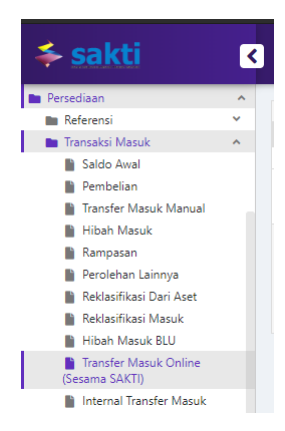 sakti
Persediaan
Referensi
Transaksi Masuk
Saldo Awal
Pembelian
Transfer Masuk Manual
Hibah Masuk
Rampasan
Perolehan Lainnya
Reklasifikasi Dari Aset
Reklasifikasi Masuk
Hibah Masuk BLU
Transfer Masuk Online
(Sesama SAKTI)
Internal Transfer Masuk